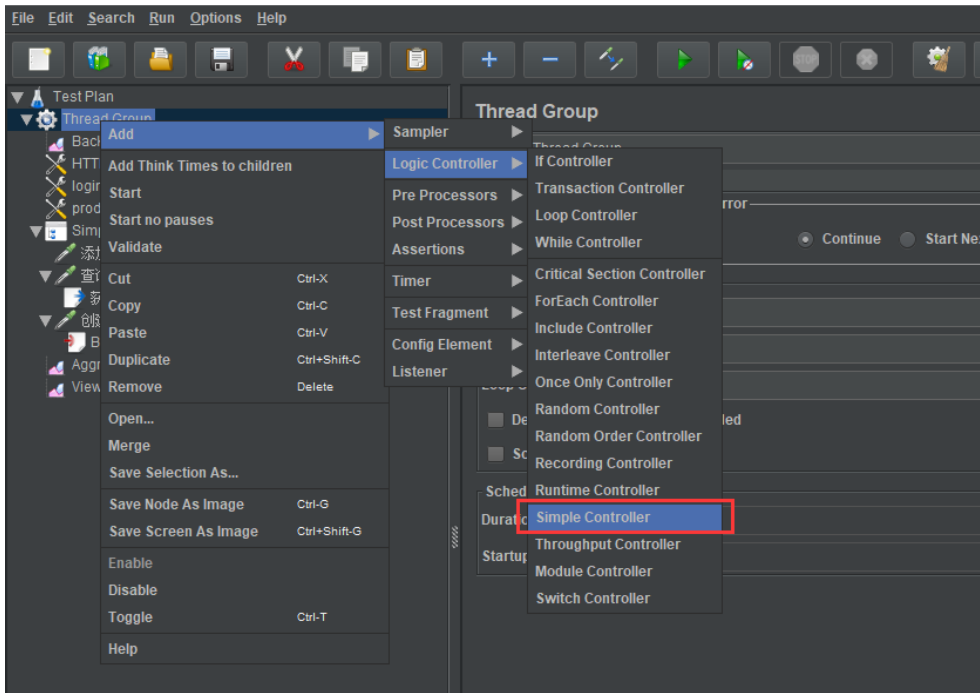 File Edit Search Run Options Help
STOP
Test Plan
Thread Group
Thread Group
Add
Add Think Times to children
Start
Start no pauses
Validate
Cut Ctrl-X
Copy Ctrl-C
Paste Ctrl-V
Duplicate Ctrl+Shift-C
Remove Delete
Open...
Merge
Save Selection As...
Save Node As Image Ctrl-G
Save Screen As Image Ctrl+Shift-G
Enable
Disable
Toggle Ctrl-T
Help
Sampler
Logic Controller
Pre Processors
Post Processors
Assertions
Timer
Test Fragment
Config Element
Listener
If Controller
Transaction Controller
Loop Controller
While Controller
Critical Section Controller
ForEach Controller
Include Controller
Interleave Controller
Once Only Controller
Random Controller
Random Order Controller
Recording Controller
Runtime Controller
Simple Controller
Throughput Controller
Module Controller
Switch Controller
Continue
Start Ne